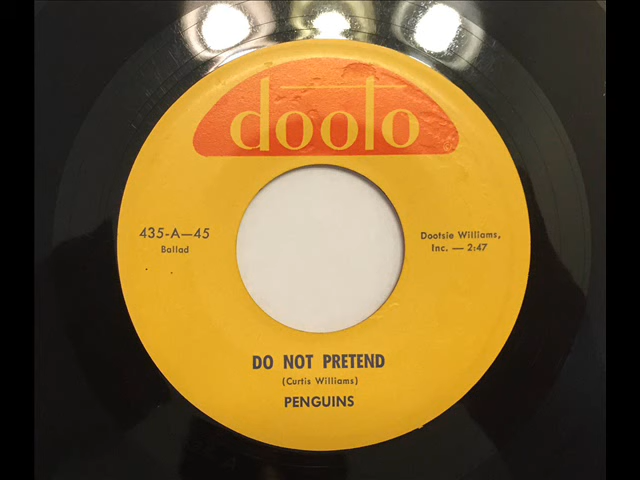 dooto
435-A—45
Ballad
Dootsie Williams,
Inc. — 2:47
DO NOT PRETEND
(Curtis Williams)
PENGUINS